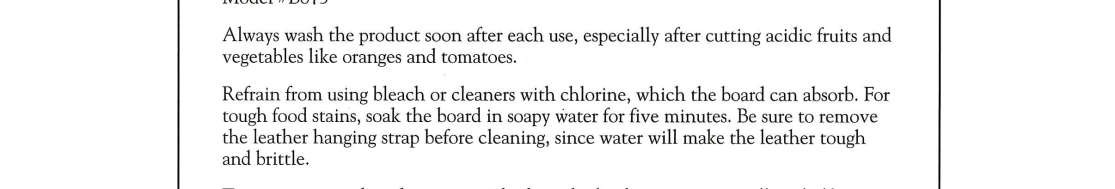 Always wash the product soon after each use, especially after cutting acidic fruits and
vegetables like oranges and tomatoes.
Refrain from using bleach or cleaners with chlorine, which the board can absorb. For
tough food stains, soak the board in soapy water for five minutes. Be sure to remove
the leather hanging strap before cleaning, since water will make the leather tough
and brittle.